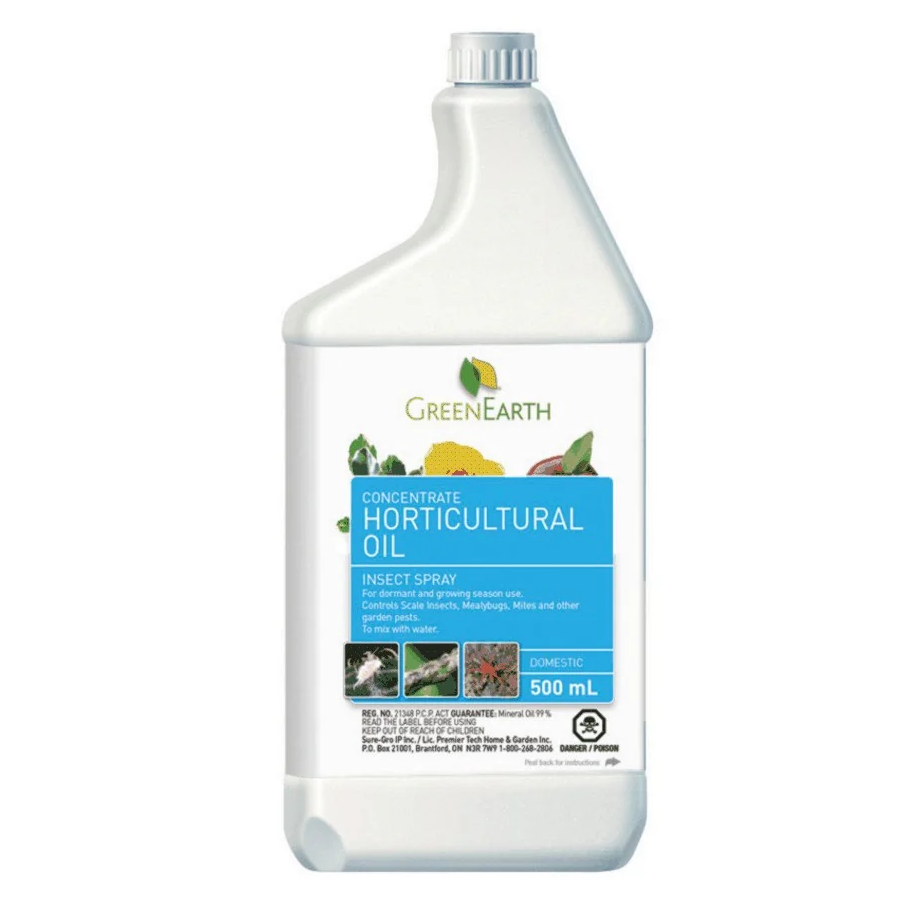 GREENEARTH
CONCENTRATE
HORTICULTURAL
OIL
INSECT SPRAY
For dormant and growing season use.
Controls Scale Insects, Mealybugs, Mites and other
garden pests.
To mix with water.
DOMESTIC
500 mL
REG. NO. 21348 P.C.P. ACT GUARANTEE: Mineral Oil 99%
READ THE LABEL BEFORE USING
KEEP OUT OF REACH OF CHILDREN
Sure-Gro IP Inc. / Lic. Premier Tech Home & Garden Inc.
P.O. Box 21001, Brantford, ON N3R 7W9 1-800-268-2806
DANGER / POISON
Peel back for instructions